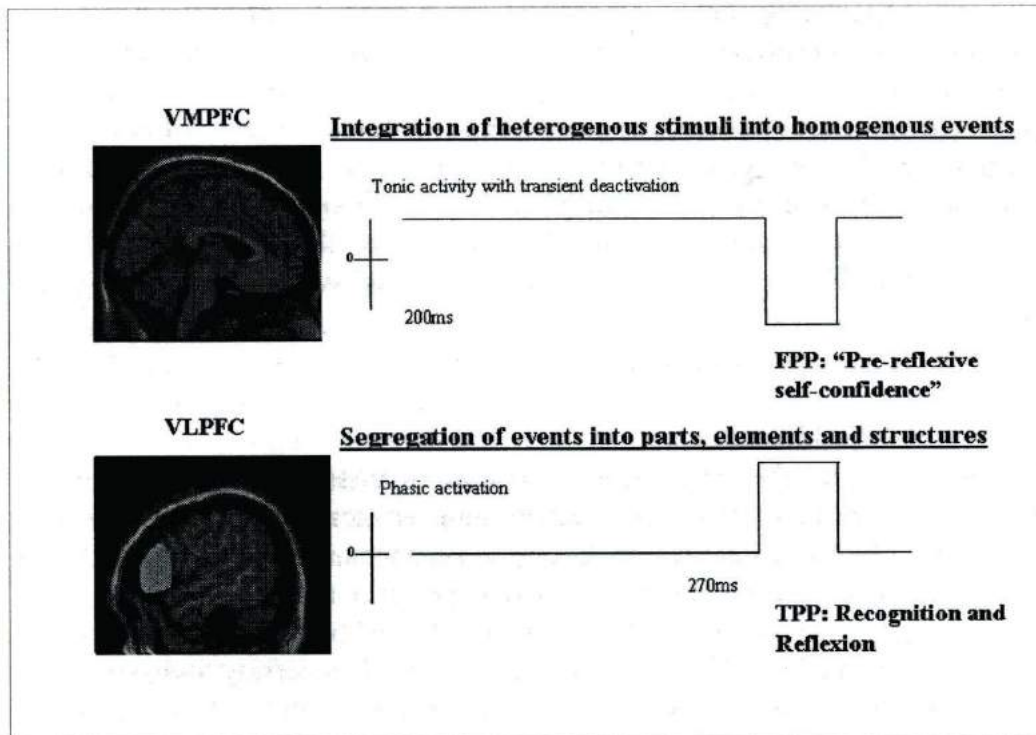 VMPFC
Integration of heterogenous stimuli into homogenous events
Tonic activity with transient deactivation
0
200ms
FPP: “Pre-reflexive
self-confidence”
VLPFC
Segregation of events into parts, elements and structures
Phasic activation
0
270ms
TPP: Recognition and
Reflexion